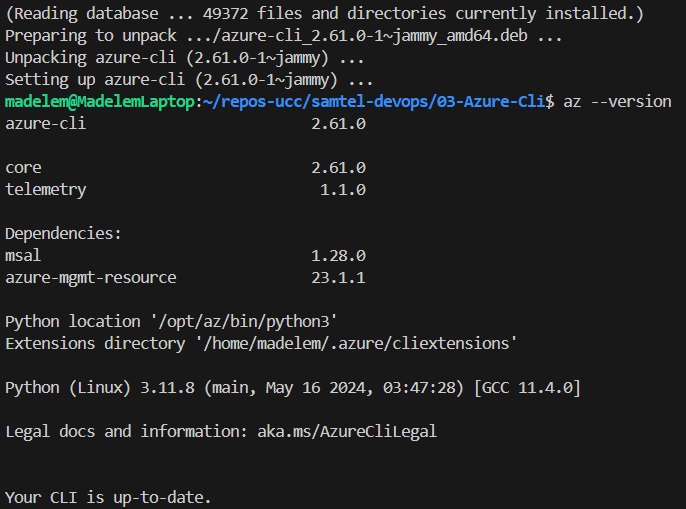 (Reading database ... 49372 files and directories currently installed.)
Preparing to unpack .../azure-cli_2.61.0-1~jammy_amd64.deb ...
Unpacking azure-cli (2.61.0-1~jammy) ...
Setting up azure-cli (2.61.0-1~jammy) ...
madelem@MadelemLaptop:~/repos-ucc/samtel-devops/03-Azure-Cli$ az --version
azure-cli                         2.61.0
core                              2.61.0
telemetry                          1.1.0
Dependencies:
msal                              1.28.0
azure-mgmt-resource               23.1.1
Python location '/opt/az/bin/python3'
Extensions directory '/home/madelem/.azure/cliextensions'
Python (Linux) 3.11.8 (main, May 16 2024, 03:47:28) [GCC 11.4.0]
Legal docs and information: aka.ms/AzureCliLegal
Your CLI is up-to-date.